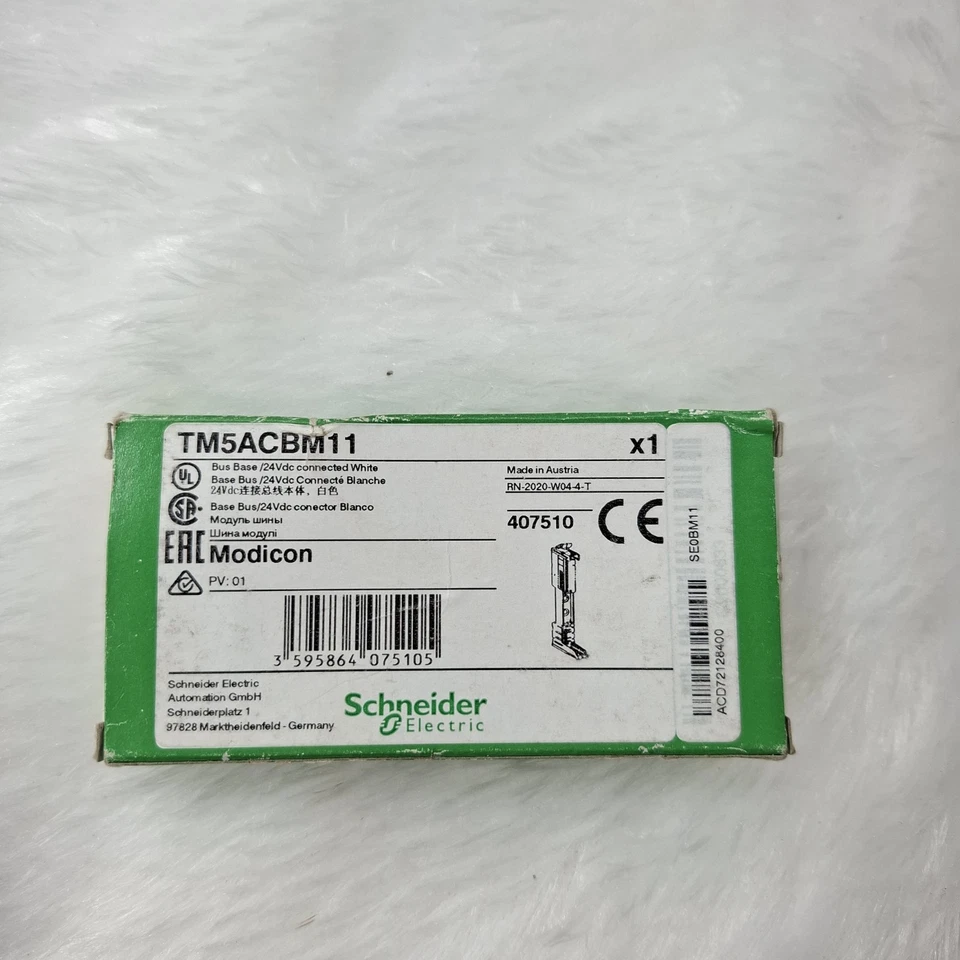 TM5ACBM11
x1
Bus Base /24Vdc connected White
Base Bus /24Vdc Connecté Blanche
24Vdc连接总线本体，白色
Base Bus/24Vdc conector Blanco
Модуль шины
Шина модулі
Modicon
PV: 01
UL
SA
EAC
Made in Austria
RN-2020-W04-4-T
407510
CE
3 595864 075105
Schneider Electric
Automation GmbH
Schneiderplatz 1
97828 Marktheidenfeld - Germany
Schneider
Electric
SE0BM11
ACD72128400